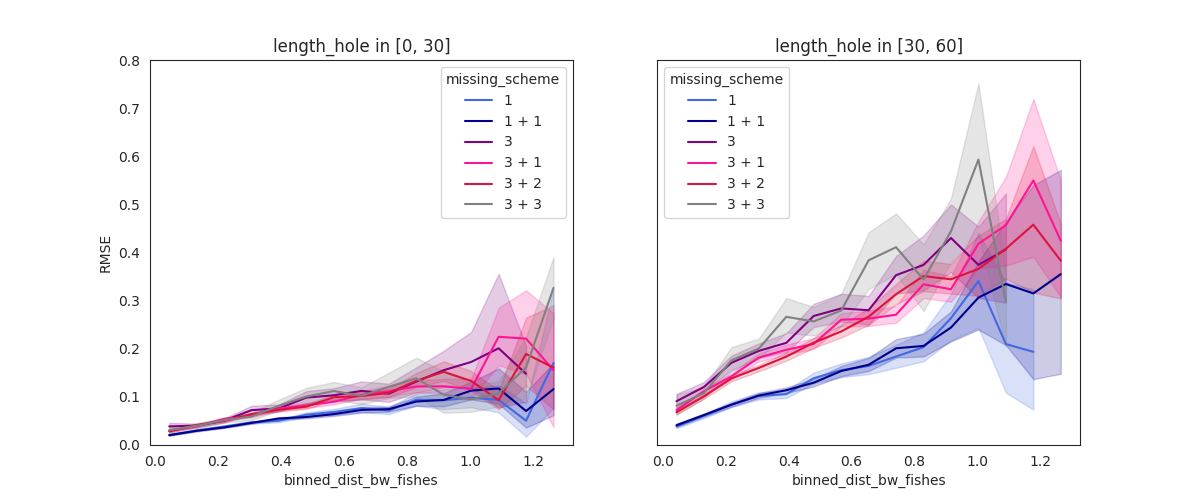 length_hole in [0, 30]
0.8
0.7
0.6
0.5
0.4
0.3
0.2
0.1
0.0
RMSE
missing_scheme
1
1 + 1
3
3 + 1
3 + 2
3 + 3
0.0 0.2 0.4 0.6 0.8 1.0 1.2
binned_dist_bw_fishes
length_hole in [30, 60]
missing_scheme
1
1 + 1
3
3 + 1
3 + 2
3 + 3
0.0 0.2 0.4 0.6 0.8 1.0 1.2
binned_dist_bw_fishes